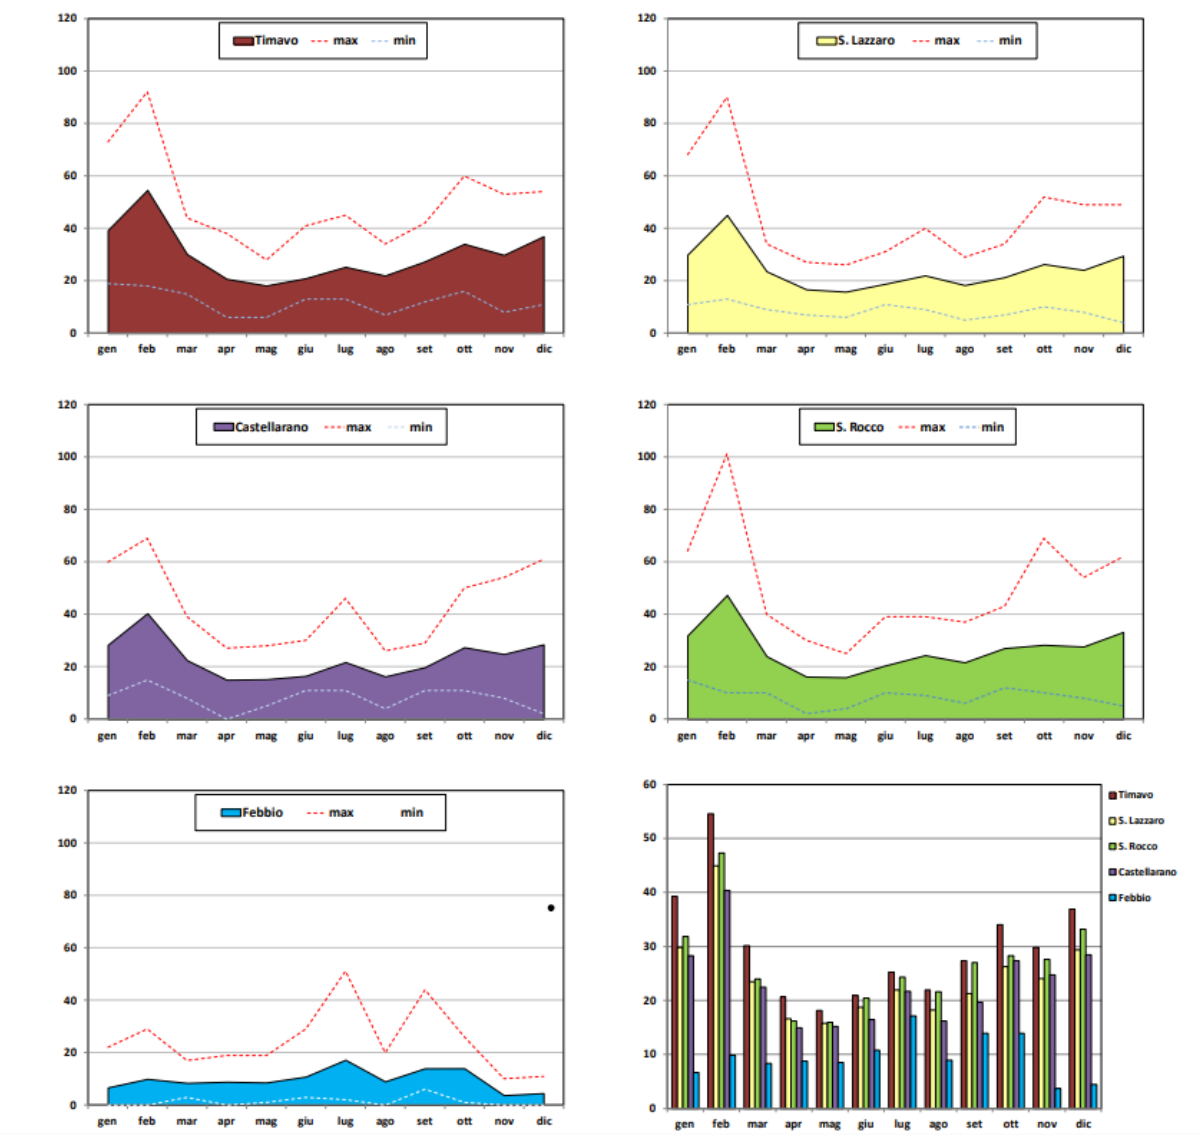 Timavo max min
120
100
80
60
40
20
0
gen feb mar apr mag giu lug ago set ott nov dic
S. Lazzaro max min
120
100
80
60
40
20
0
gen feb mar apr mag giu lug ago set ott nov dic
Castellarano max min
120
100
80
60
40
20
0
gen feb mar apr mag giu lug ago set ott nov dic
S. Rocco max min
120
100
80
60
40
20
0
gen feb mar apr mag giu lug ago set ott nov dic
Febbio max min
120
100
80
60
40
20
0
gen feb mar apr mag giu lug ago set ott nov dic
60
50
40
30
20
10
0
gen feb mar apr mag giu lug ago set ott nov dic
Timavo
S. Lazzaro
S. Rocco
Castellarano
Febbio